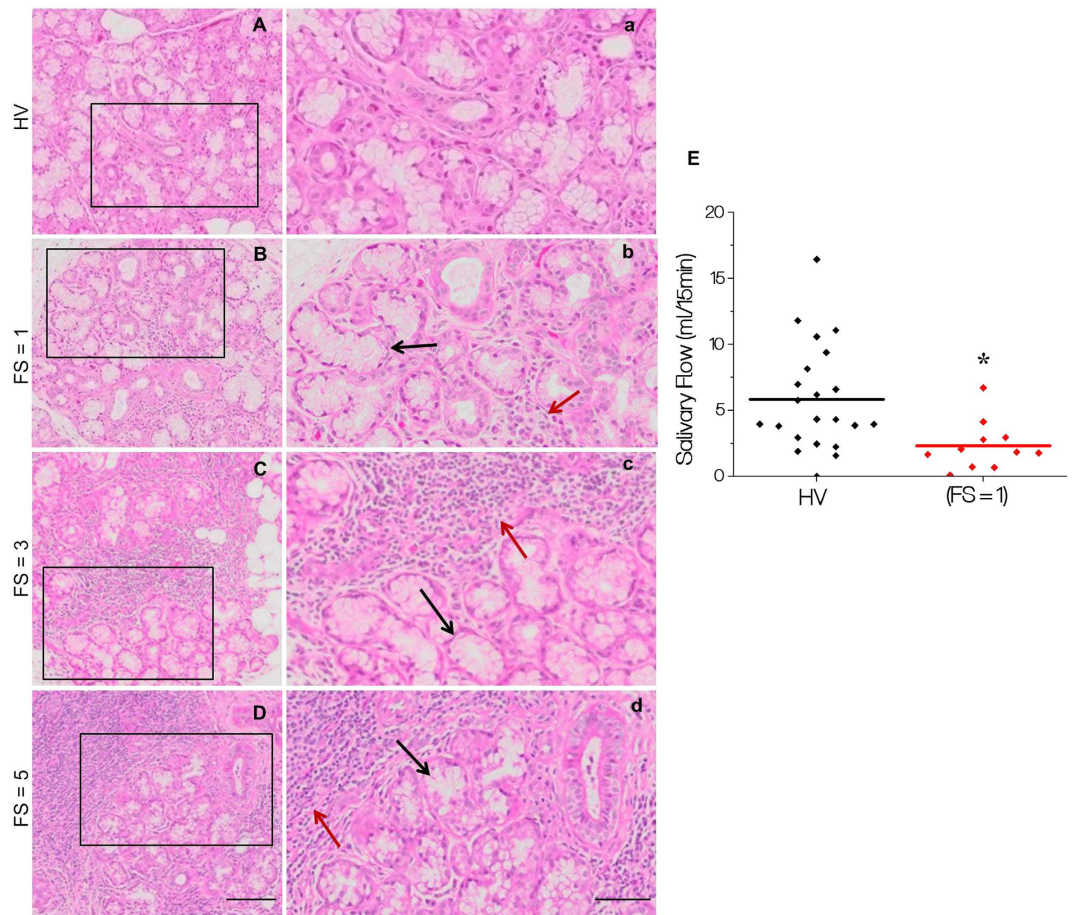 HV
A
a
FS = 1
B
b
FS = 3
C
c
FS = 5
D
d
E
Salivary Flow (ml/15min)
20
15
10
5
0
*
HV
(FS = 1)